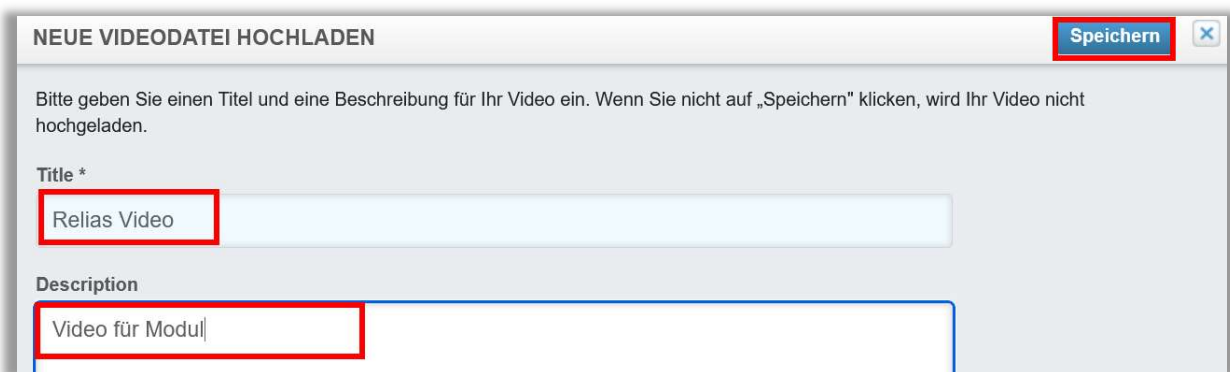 NEUE VIDEODATEI HOCHLADEN
Speichern
Bitte geben Sie einen Titel und eine Beschreibung für Ihr Video ein. Wenn Sie nicht auf „Speichern" klicken, wird Ihr Video nicht
hochgeladen.
Title *
Relias Video
Description
Video für Modul